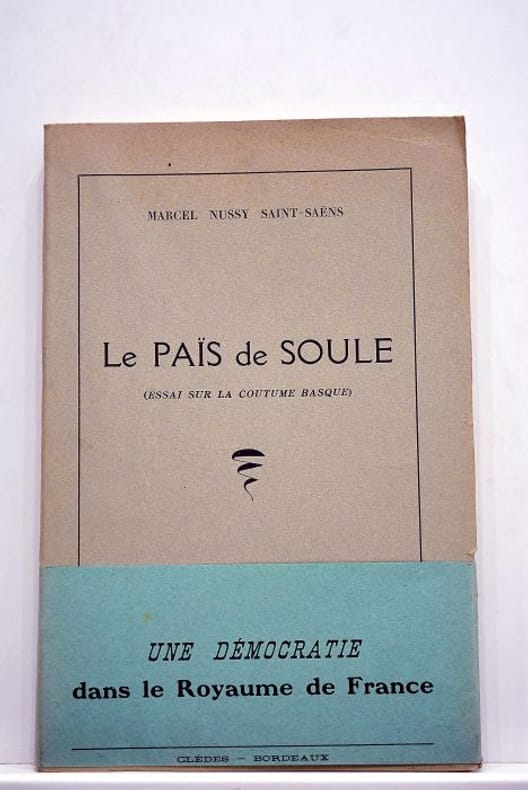 MARCEL NUSSY SAINT-SAËNS
Le PAÏS de SOULE
(ESSAI SUR LA COUTUME BASQUE)
UNE DÉMOCRATIE
dans le Royaume de France
CLÈDES – BORDEAUX